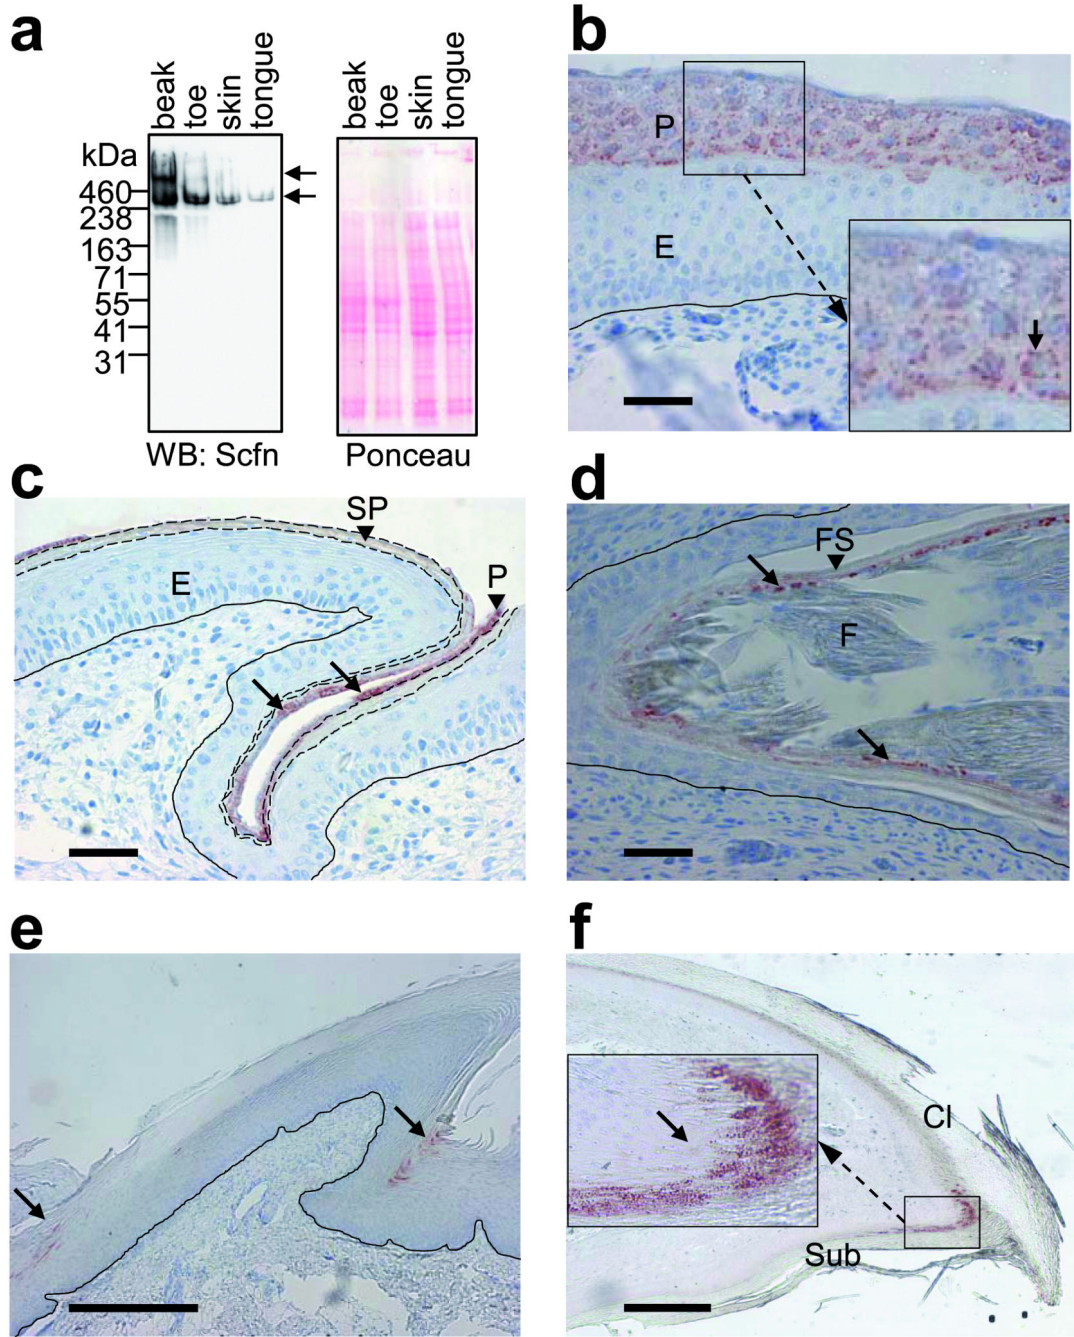 a
beak toe skin tongue
beak toe skin tongue
kDa
460
238
163
71
55
41
31
WB: Scfn
Ponceau
b
P
E
c
SP
E
P
d
FS
F
e
f
Cl
Sub